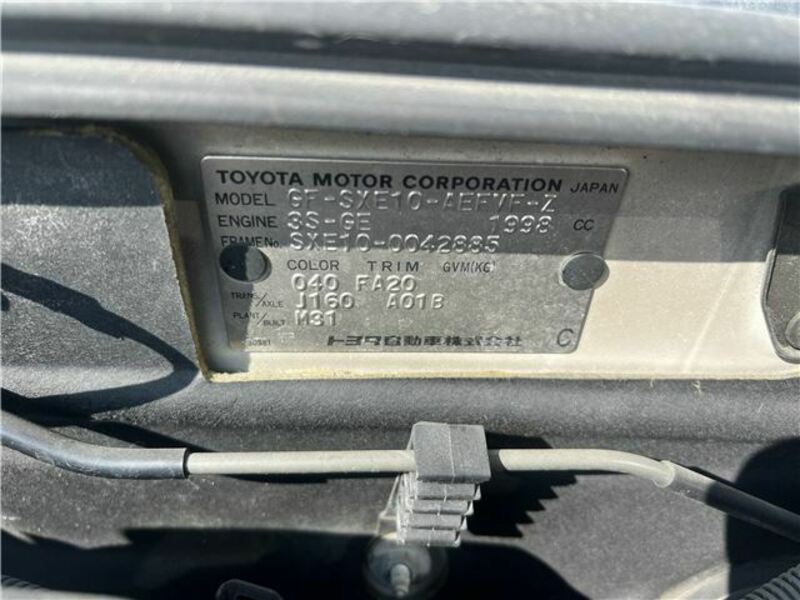 TOYOTA MOTOR CORPORATION JAPAN
MODEL GF-SXE10-AEFVF-Z
ENGINE 3S-GE 1998 CC
FRAME No. SXE10-0042885
COLOR TRIM GVM(KG)
040 FA20
TRANS/AXLE J160 A01B
PLANT/BUILT M31
トヨタ自動車株式会社 C